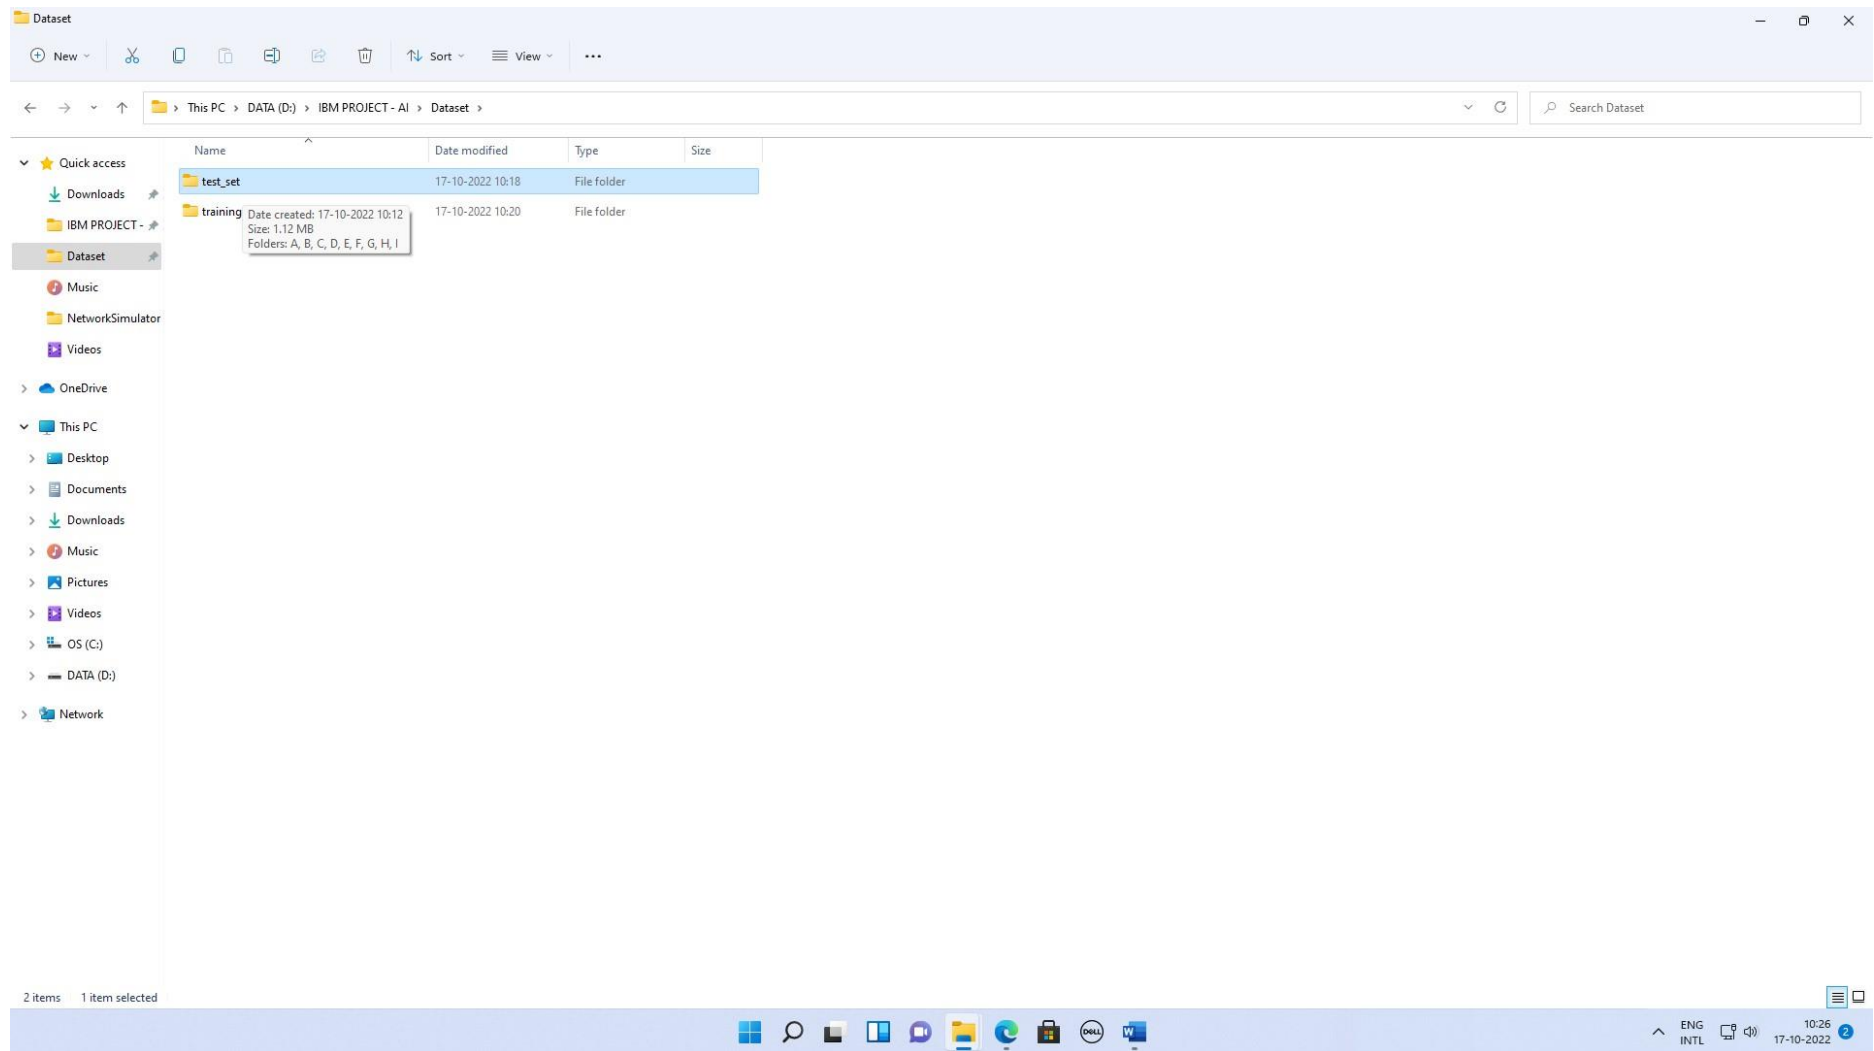 Dataset
New
Sort
View
This PC > DATA (D:) > IBM PROJECT - AI > Dataset >
Search Dataset
Name
Date modified
Type
Size
Quick access
Downloads
IBM PROJECT -
Dataset
Music
NetworkSimulator
Videos
OneDrive
This PC
Desktop
Documents
Downloads
Music
Pictures
Videos
OS (C:)
DATA (D:)
Network
test_set 17-10-2022 10:18 File folder
training 17-10-2022 10:20 File folder
Date created: 17-10-2022 10:12
Size: 1.12 MB
Folders: A, B, C, D, E, F, G, H, I
2 items 1 item selected
DELL
W
ENG
INTL
10:26
17-10-2022
2